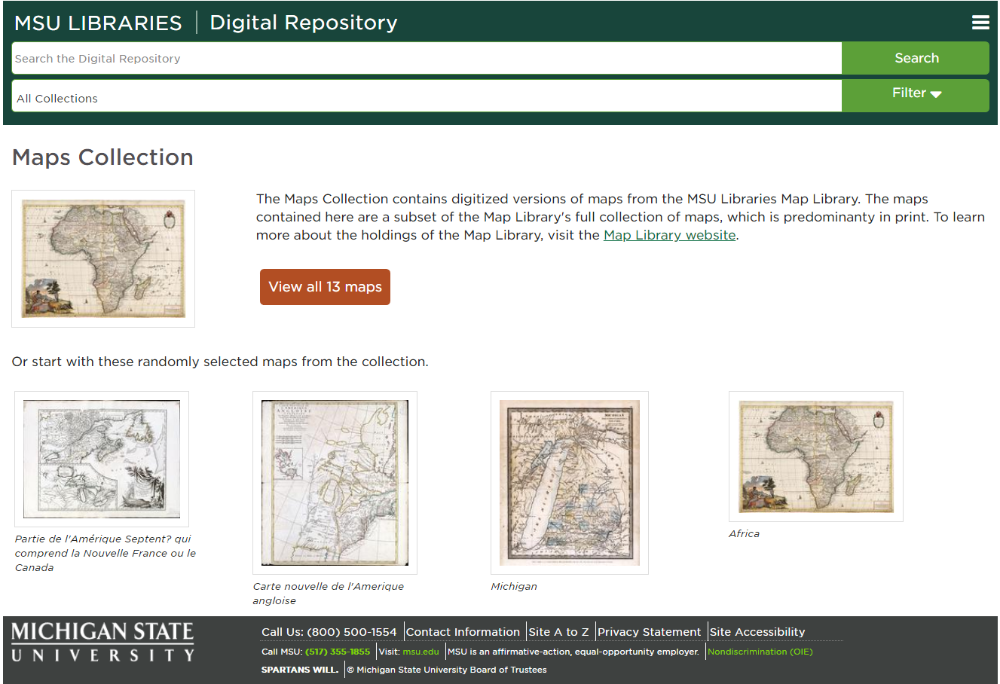 MSU LIBRARIES Digital Repository
Search the Digital Repository
Search
All Collections
Filter
Maps Collection
The Maps Collection contains digitized versions of maps from the MSU Libraries Map Library. The maps
contained here are a subset of the Map Library's full collection of maps, which is predominanty in print. To learn
more about the holdings of the Map Library, visit the Map Library website.
View all 13 maps
Or start with these randomly selected maps from the collection.
Partie de l'Amérique Septent? qui
comprend la Nouvelle France ou le
Canada
Carte nouvelle de l'Amerique
angloise
Michigan
Africa
MICHIGAN STATE
UNIVERSITY
Call Us: (800) 500-1554 Contact Information Site A to Z Privacy Statement Site Accessibility
Call MSU: (517) 355-1855 Visit: msu.edu MSU is an affirmative-action, equal-opportunity employer. Nondiscrimination (OIE)
SPARTANS WILL. © Michigan State University Board of Trustees